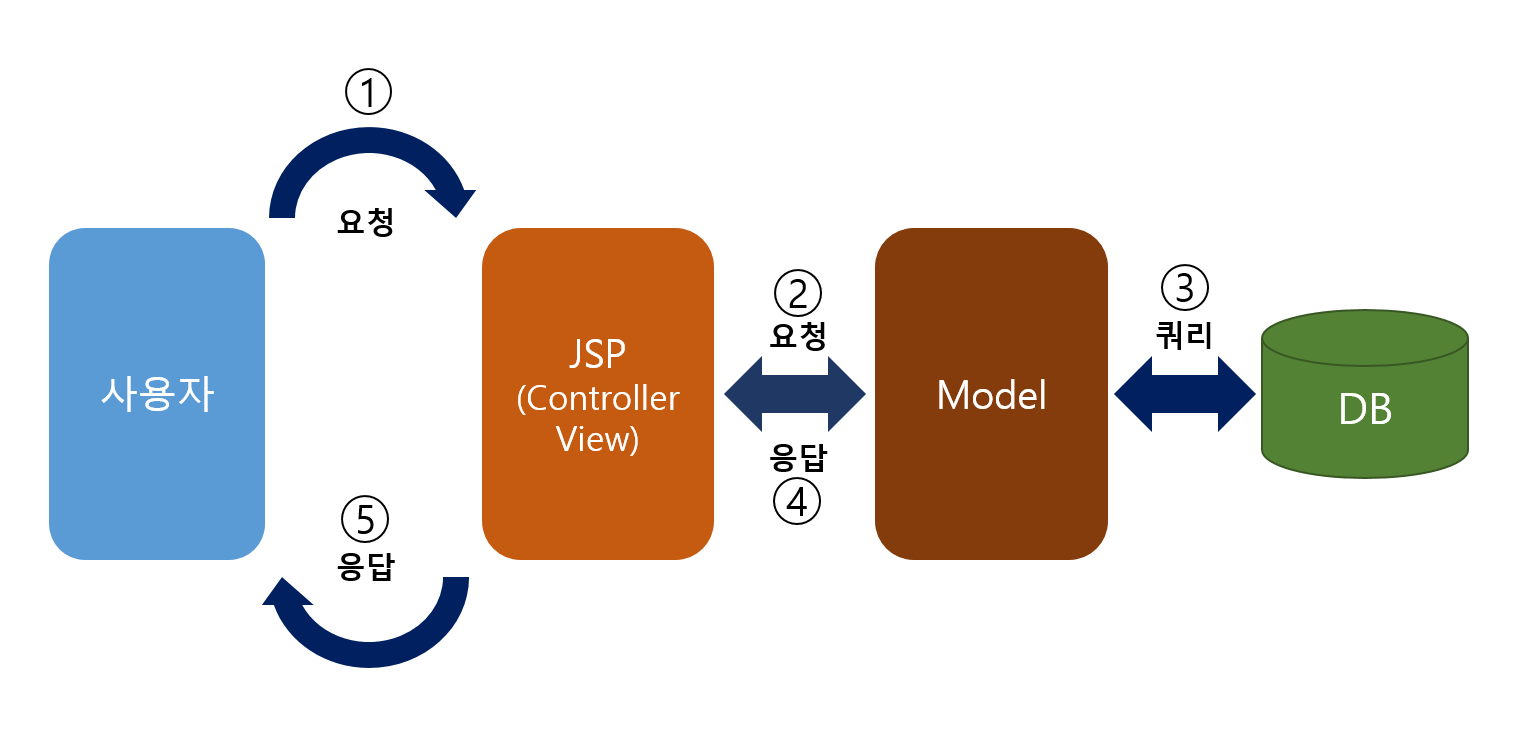 ①
요청
사용자
JSP
(Controller
View)
②
요청
응답
④
Model
③
쿼리
DB
⑤
응답